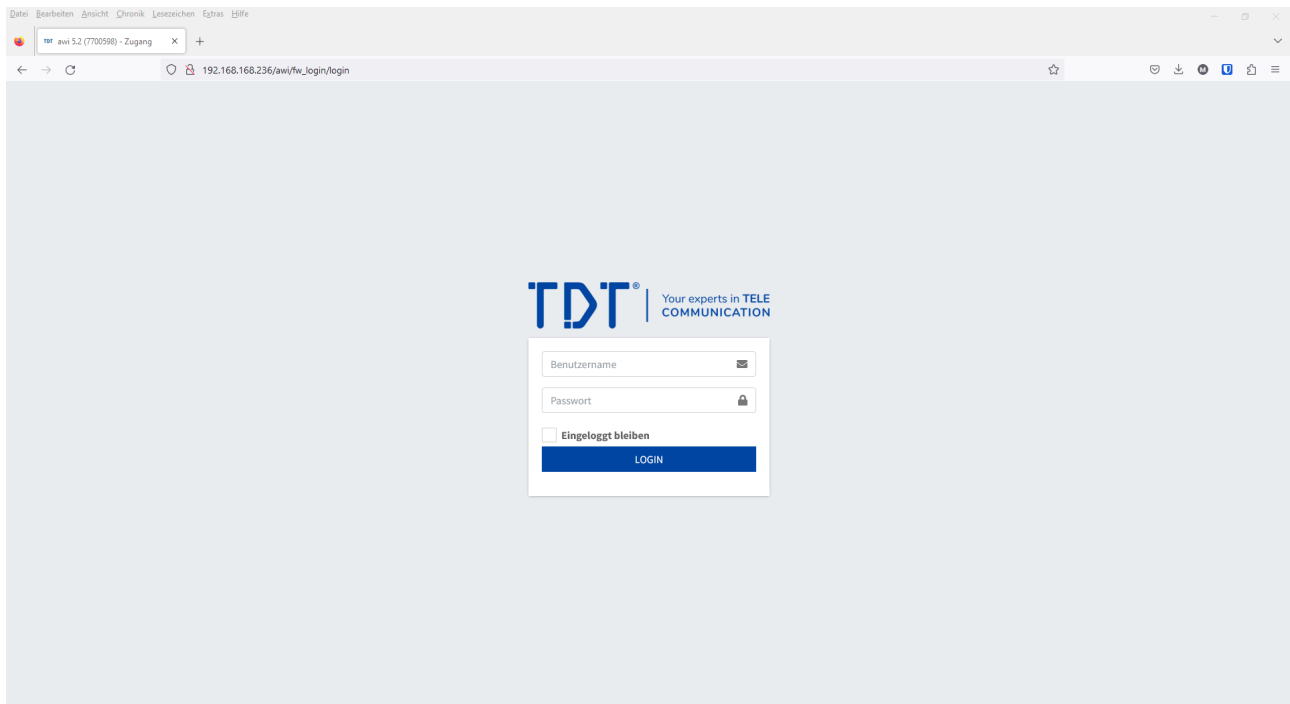 Datei Bearbeiten Ansicht Chronik Lesezeichen Extras Hilfe
TDT awi 5.2 (7700598) - Zugang
192.168.168.236/awi/fw_login/login
M
TDT® Your experts in TELE
COMMUNICATION
Benutzername
Passwort
Eingeloggt bleiben
LOGIN